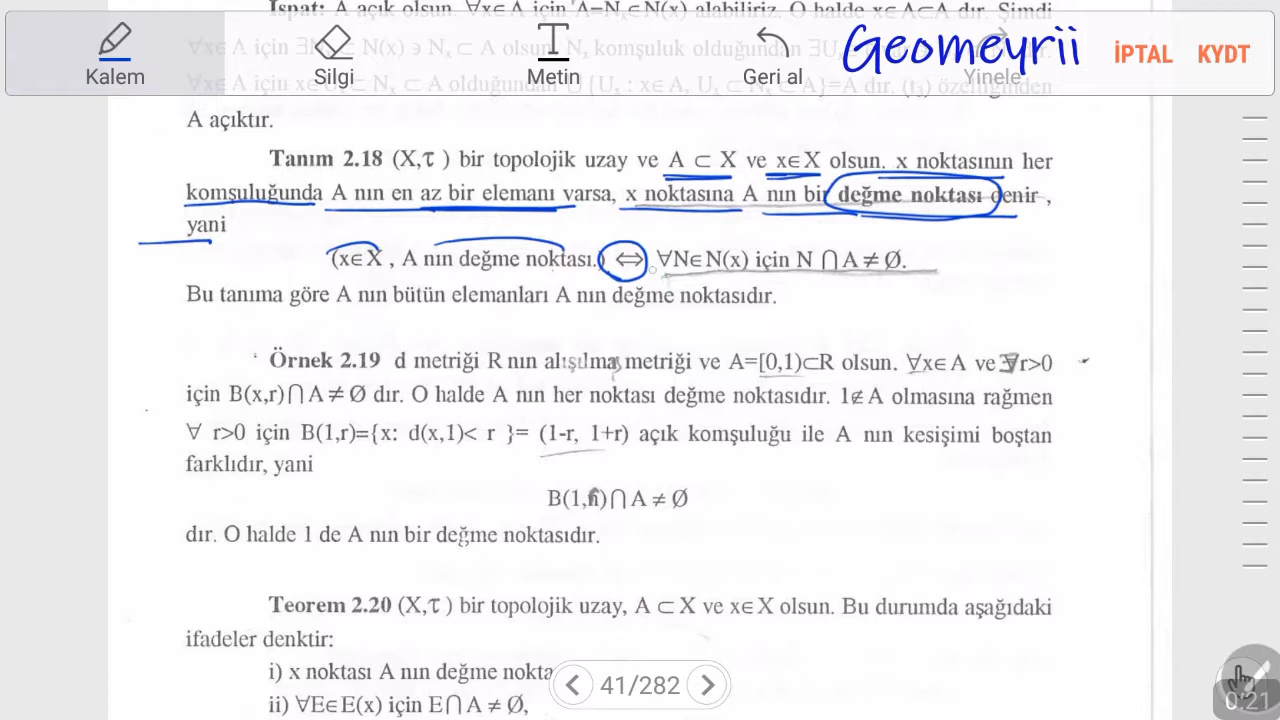 İspat: A açık olsun. ∀x∈A için A=Nₓ∈N(x) alabiliriz. O halde x∈A⊂A dır. Şimdi
∀x∈A için ∃Nₓ∈N(x) ∋ Nₓ ⊂ A olsun. Nₓ komşuluk olduğundan ∃Uₓ
∀x∈A için x∈Uₓ⊂ Nₓ ⊂ A olduğundan ∪{Uₓ : x∈A, Uₓ ⊂ Nₓ ⊂ A}=A dır. (t₃) özeliğinden
Kalem
Silgi
Metin
Geri al
Yinele
Geomeyrii
İPTAL
KYDT
A açıktır.
Tanım 2.18 (X,τ ) bir topolojik uzay ve A ⊂ X ve x∈X olsun. x noktasının her
komşuluğunda A nın en az bir elemanı varsa, x noktasına A nın bir değme noktası denir ,
yani
(x∈X , A nın değme noktası.) ⇔ ∀N∈N(x) için N ⋂ A ≠ Ø.
Bu tanıma göre A nın bütün elemanları A nın değme noktasıdır.
Örnek 2.19 d metriği R nın alışılmış metriği ve A=[0,1)⊂R olsun. ∀x∈A ve ∀r>0
için B(x,r)⋂A≠Ø dır. O halde A nın her noktası değme noktasıdır. 1∉A olmasına rağmen
∀ r>0 için B(1,r)={x: d(x,1)< r }= (1-r, 1+r) açık komşuluğu ile A nın kesişimi boştan
farklıdır, yani
B(1,r)⋂A ≠ Ø
dır. O halde 1 de A nın bir değme noktasıdır.
Teorem 2.20 (X,τ ) bir topolojik uzay, A ⊂ X ve x∈X olsun. Bu durumda aşağıdaki
ifadeler denktir:
i) x noktası A nın değme nokta
41/282
ii) ∀E∈E(x) için E⋂A ≠ Ø,
0:21